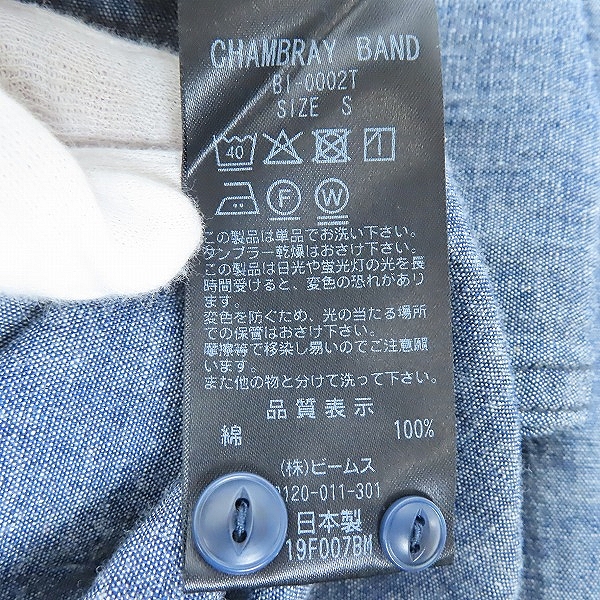 CHAMBRAY BAND
BI-0002T
SIZE S
40
F W
この製品は単品でお洗い下さい。
タンブラー乾燥はおさけ下さい。
この製品は日光や蛍光灯の光を長
時間受けると、変色の恐れがあり
ます。
変色を防ぐため、光の当たる場所
での保管はおさけ下さい。
摩擦等で移染し易いのでご注意願
います。
また他の物と分けて洗って下さい。
品質表示
綿 100%
(株)ビームス
120-011-301
日本製
19F007BM